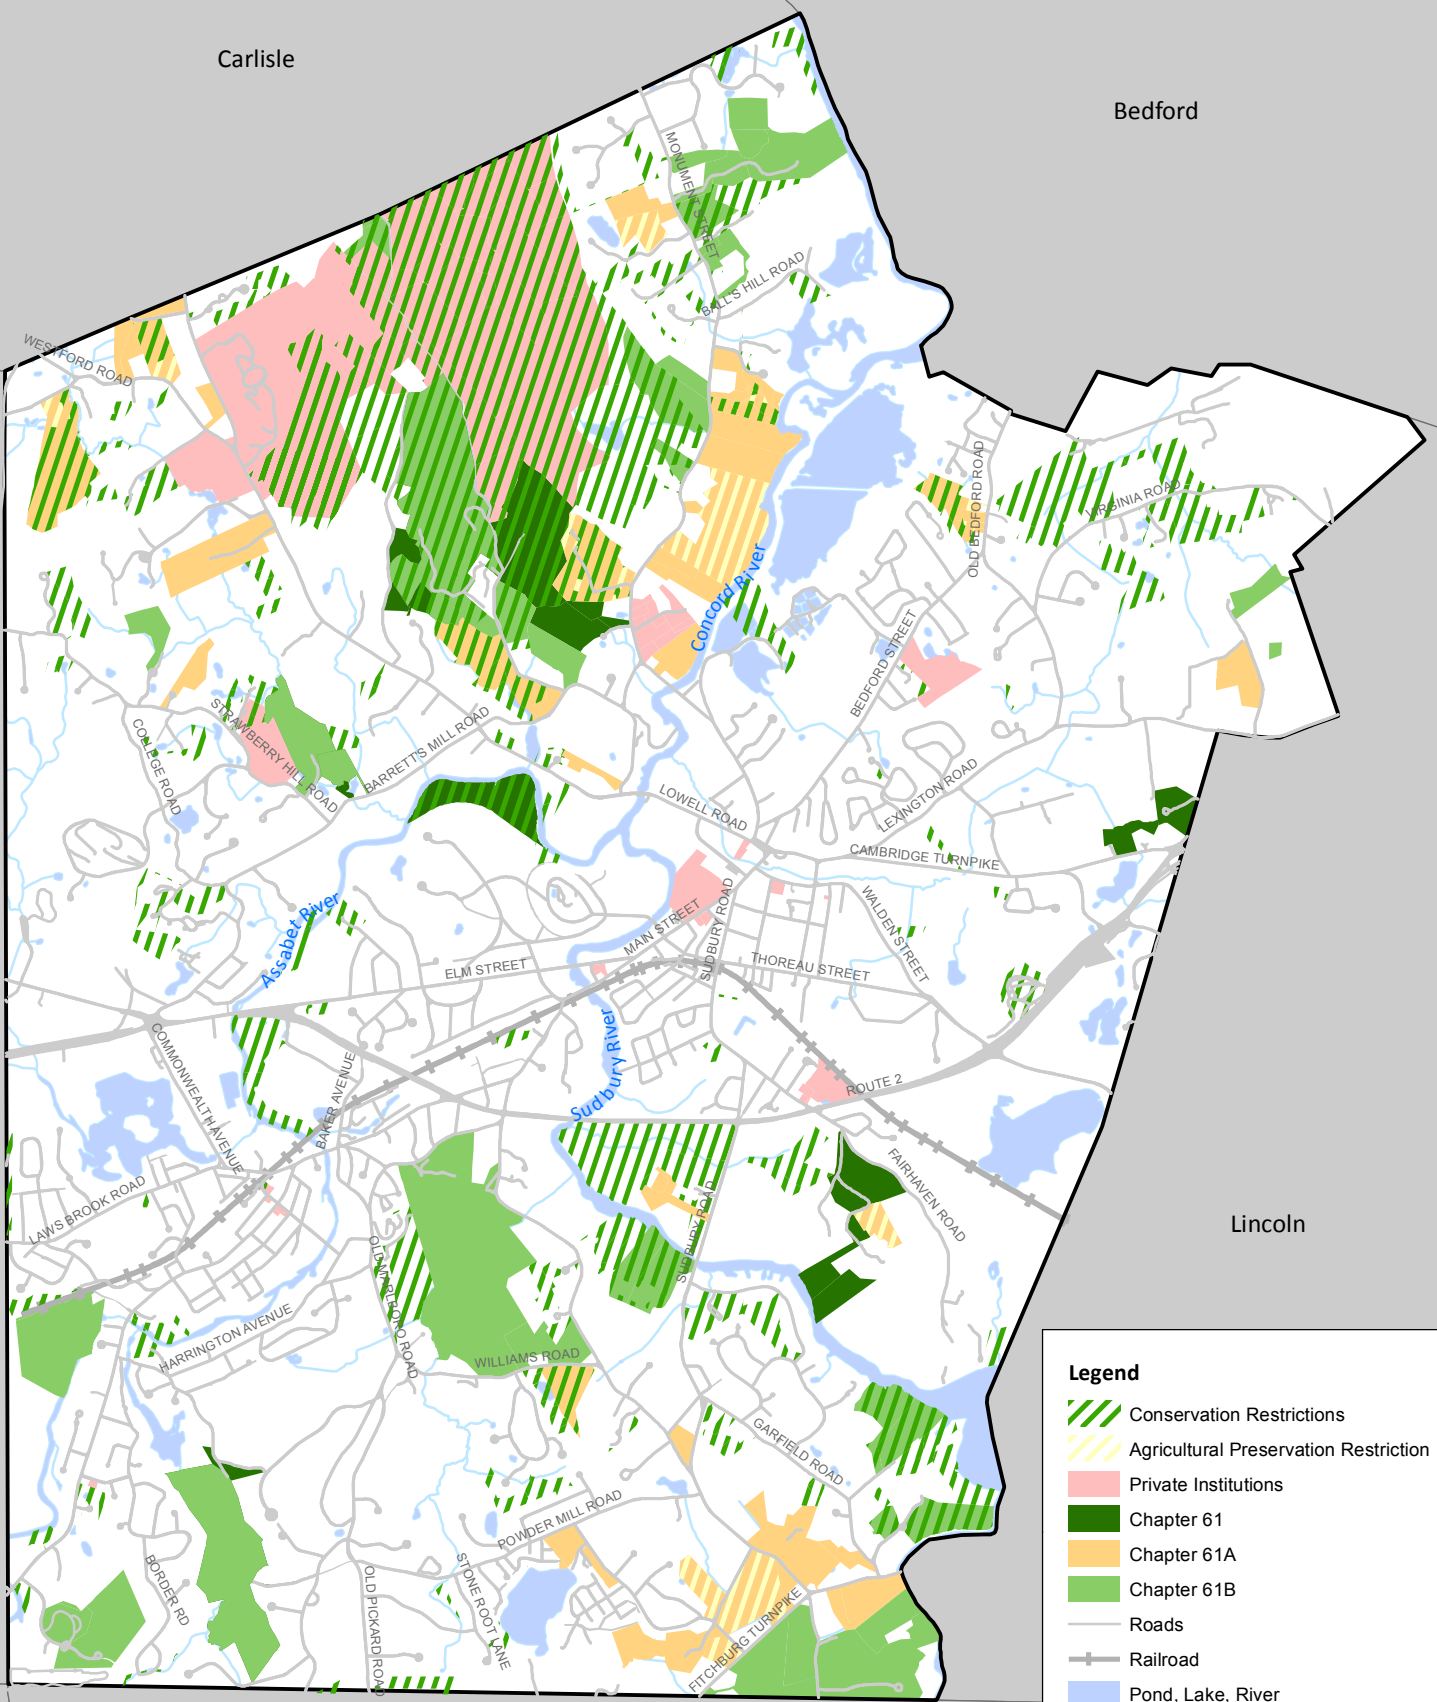 Carlisle
Bedford
MONUMENT STREET
BALL'S HILL ROAD
WESTFORD ROAD
OLD BEDFORD ROAD
VIRGINIA ROAD
Concord River
BEDFORD STREET
STRAWBERRY HILL ROAD
COLLEGE ROAD
BARRETT'S MILL ROAD
LOWELL ROAD
LEXINGTON ROAD
CAMBRIDGE TURNPIKE
Assabet River
MAIN STREET
SUDBURY ROAD
WALDEN STREET
ELM STREET
THOREAU STREET
COMMONWEALTH AVENUE
BAKER AVENUE
Sudbury River
ROUTE 2
LAWS BROOK ROAD
FAIRHAVEN ROAD
SUDBURY ROAD
Lincoln
OLD MARLBORO ROAD
HARRINGTON AVENUE
WILLIAMS ROAD
GARFIELD ROAD
POWDER MILL ROAD
BORDER RD
OLD PICKARD ROAD
STONE ROOT LANE
FITCHBURG TURNPIKE
Legend
Conservation Restrictions
Agricultural Preservation Restriction
Private Institutions
Chapter 61
Chapter 61A
Chapter 61B
Roads
Railroad
Pond, Lake, River